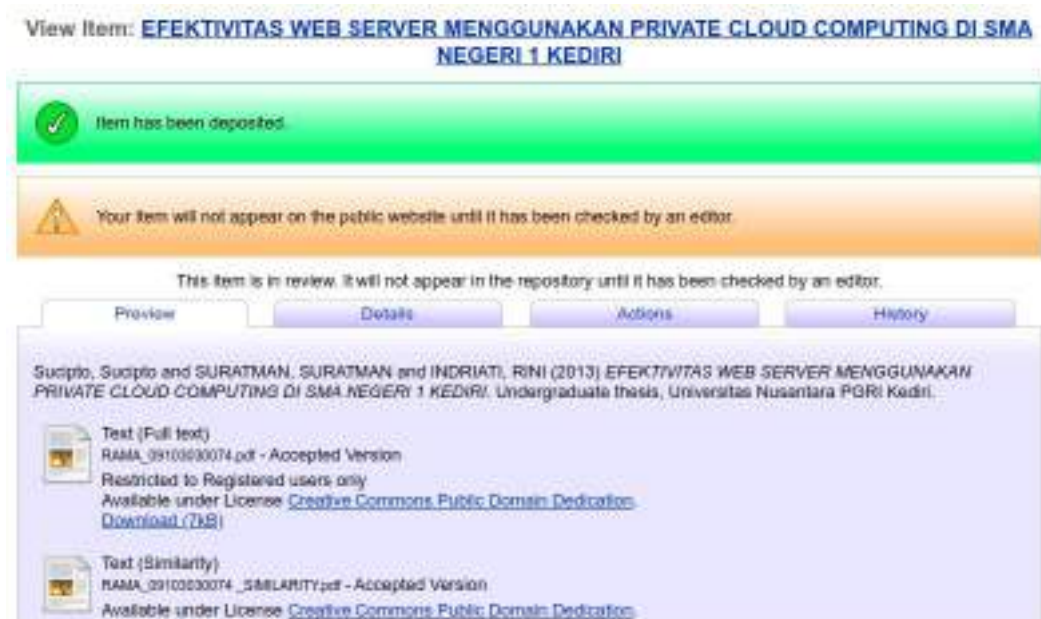 View Item: EFEKTIVITAS WEB SERVER MENGGUNAKAN PRIVATE CLOUD COMPUTING DI SMA
NEGERI 1 KEDIRI
Item has been deposited.
Your item will not appear on the public website until it has been checked by an editor.
This item is in review. It will not appear in the repository until it has been checked by an editor.
Preview Details Actions History
Sucipto, Sucipto and SURATMAN, SURATMAN and INDRIATI, RINI (2013) EFEKTIVITAS WEB SERVER MENGGUNAKAN
PRIVATE CLOUD COMPUTING DI SMA NEGERI 1 KEDIRI. Undergraduate thesis, Universitas Nusantara PGRI Kediri.
Text (Full text)
RAMA_09103030074.pdf - Accepted Version
Restricted to Registered users only
Available under License Creative Commons Public Domain Dedication.
Download (7kB)
Text (Similarity)
RAMA_09103030074 _SIMILARITY.pdf - Accepted Version
Available under License Creative Commons Public Domain Dedication.